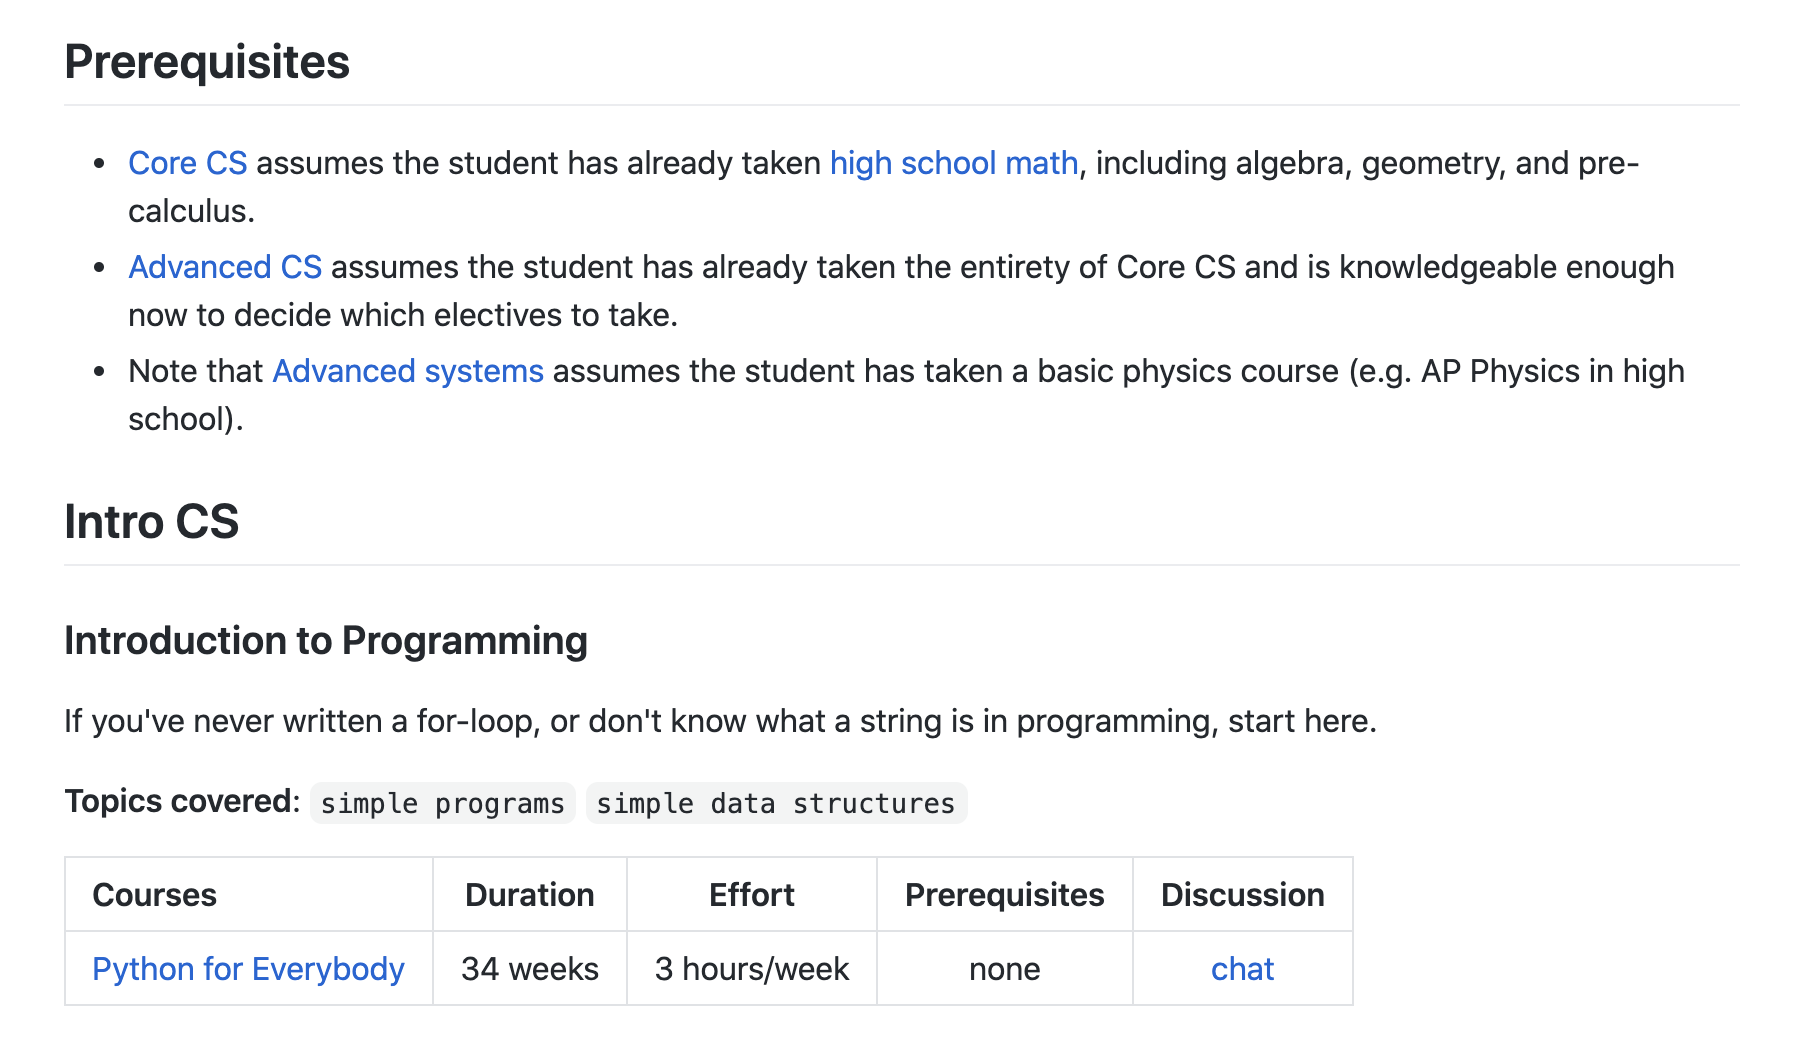 Prerequisites
Core CS assumes the student has already taken high school math, including algebra, geometry, and pre-
calculus.
Advanced CS assumes the student has already taken the entirety of Core CS and is knowledgeable enough
now to decide which electives to take.
Note that Advanced systems assumes the student has taken a basic physics course (e.g. AP Physics in high
school).
Intro CS
Introduction to Programming
If you've never written a for-loop, or don't know what a string is in programming, start here.
Topics covered: simple programs simple data structures
Courses Duration Effort Prerequisites Discussion
Python for Everybody 34 weeks 3 hours/week none chat